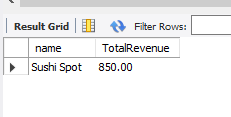 Result Grid Filter Rows:
name TotalRevenue
Sushi Spot 850.00